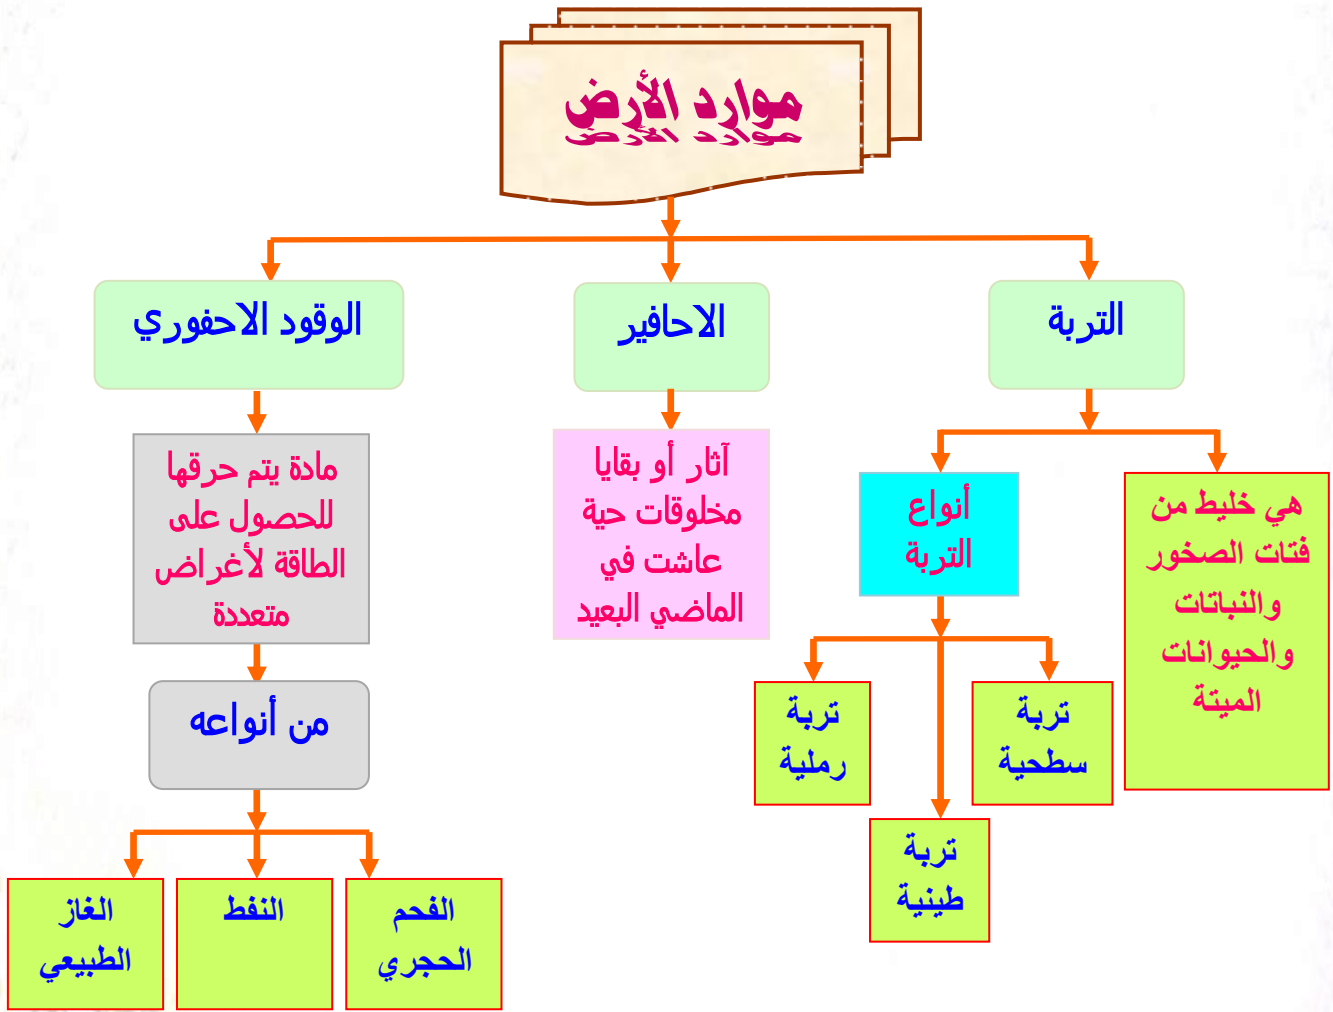 موارد الأرض
التربة
الاحافير
الوقود الاحفوري
هي خليط من
فتات الصخور
والنباتات
والحيوانات
الميتة
أنواع
التربة
تربة
سطحية
تربة
طينية
تربة
رملية
آثار أو بقايا
مخلوقات حية
عاشت في
الماضي البعيد
مادة يتم حرقها
للحصول على
الطاقة لأغراض
متعددة
من أنواعه
الفحم
الحجري
النفط
الغاز
الطبيعي